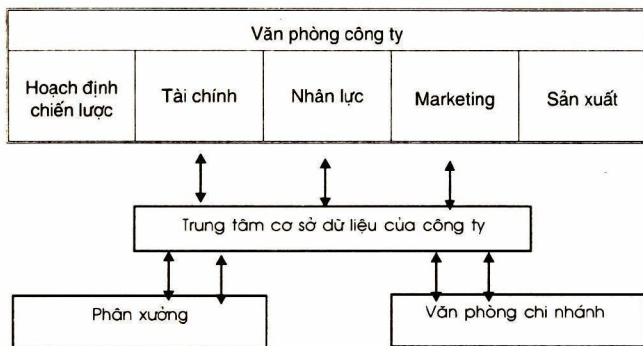 Văn phòng công ty
Hoạch định
chiến lược
Tài chính
Nhân lực
Marketing
Sản xuất
Trung tâm cơ sở dữ liệu của công ty
Phân xưởng
Văn phòng chi nhánh